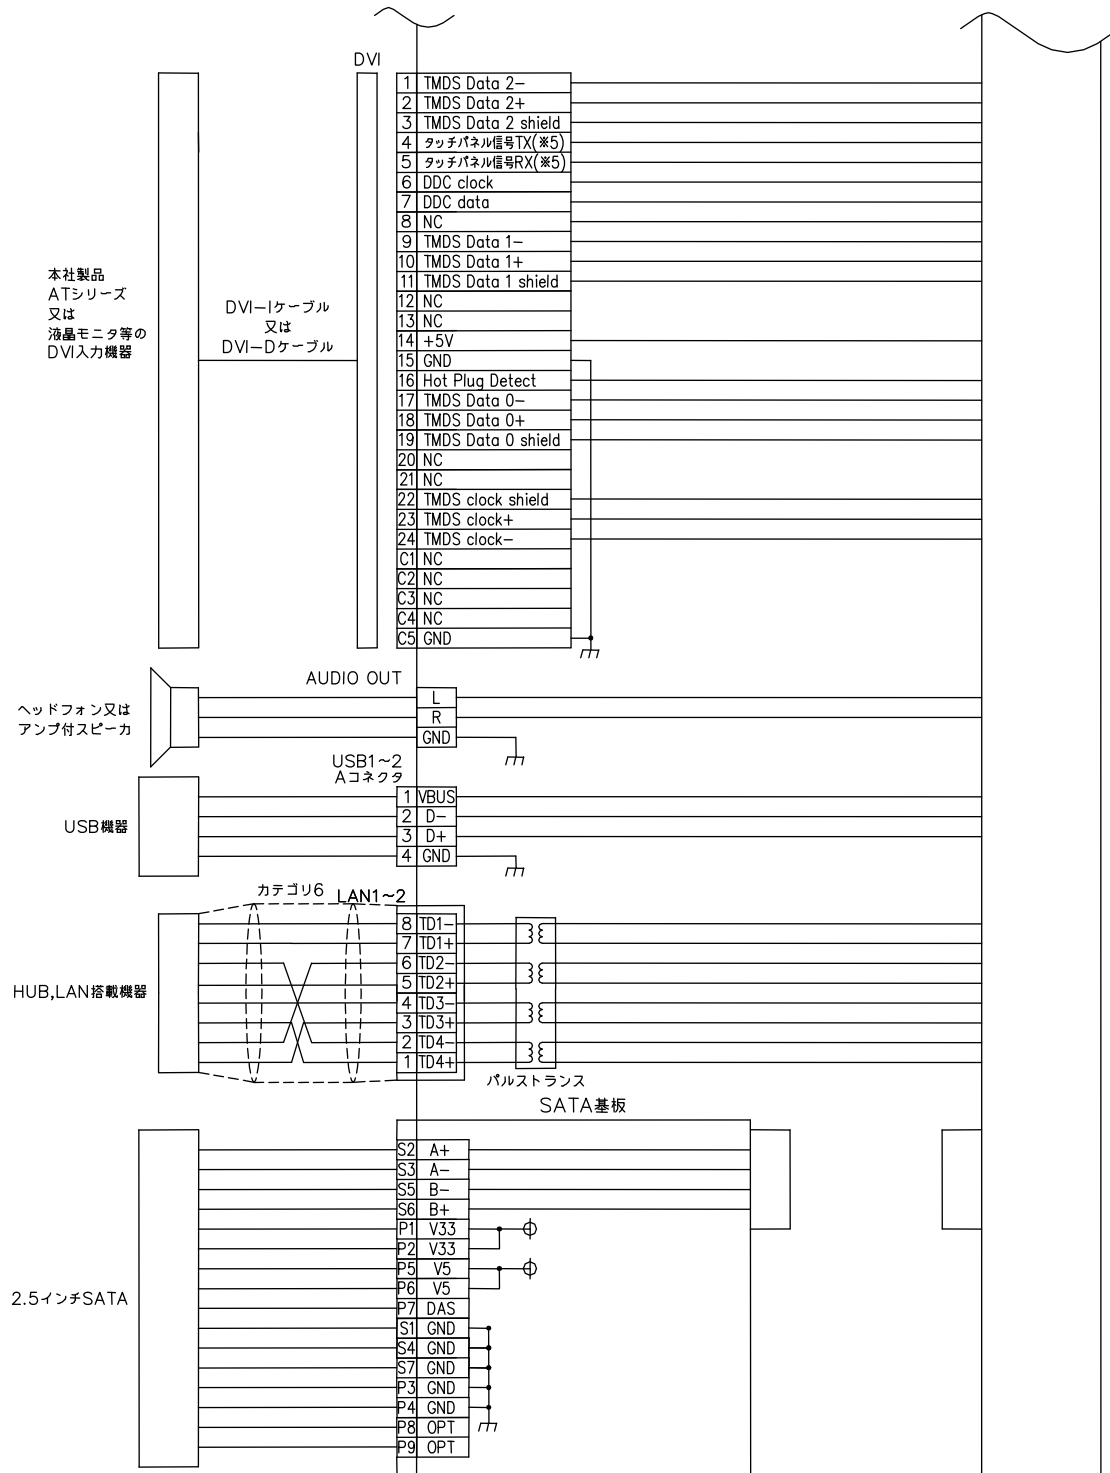 DVI
1 TMDS Data 2−
2 TMDS Data 2+
3 TMDS Data 2 shield
4 タッチパネル信号TX(※5)
5 タッチパネル信号RX(※5)
6 DDC clock
7 DDC data
8 NC
9 TMDS Data 1−
10 TMDS Data 1+
11 TMDS Data 1 shield
12 NC
13 NC
14 +5V
15 GND
16 Hot Plug Detect
17 TMDS Data 0−
18 TMDS Data 0+
19 TMDS Data 0 shield
20 NC
21 NC
22 TMDS clock shield
23 TMDS clock+
24 TMDS clock−
C1 NC
C2 NC
C3 NC
C4 NC
C5 GND
本社製品
ATシリーズ
又は
液晶モニタ等の
DVI入力機器
DVI−Iケーブル
又は
DVI−Dケーブル
AUDIO OUT
L
R
GND
ヘッドフォン又は
アンプ付スピーカ
USB1~2
Aコネクタ
1 VBUS
2 D−
3 D+
4 GND
USB機器
カテゴリ6
LAN1~2
8 TD1−
7 TD1+
6 TD2−
5 TD2+
4 TD3−
3 TD3+
2 TD4−
1 TD4+
HUB,LAN搭載機器
パルストランス
SATA基板
S2 A+
S3 A−
S5 B−
S6 B+
P1 V33
P2 V33
P5 V5
P6 V5
P7 DAS
S1 GND
S4 GND
S7 GND
P3 GND
P4 GND
P8 OPT
P9 OPT
2.5インチSATA